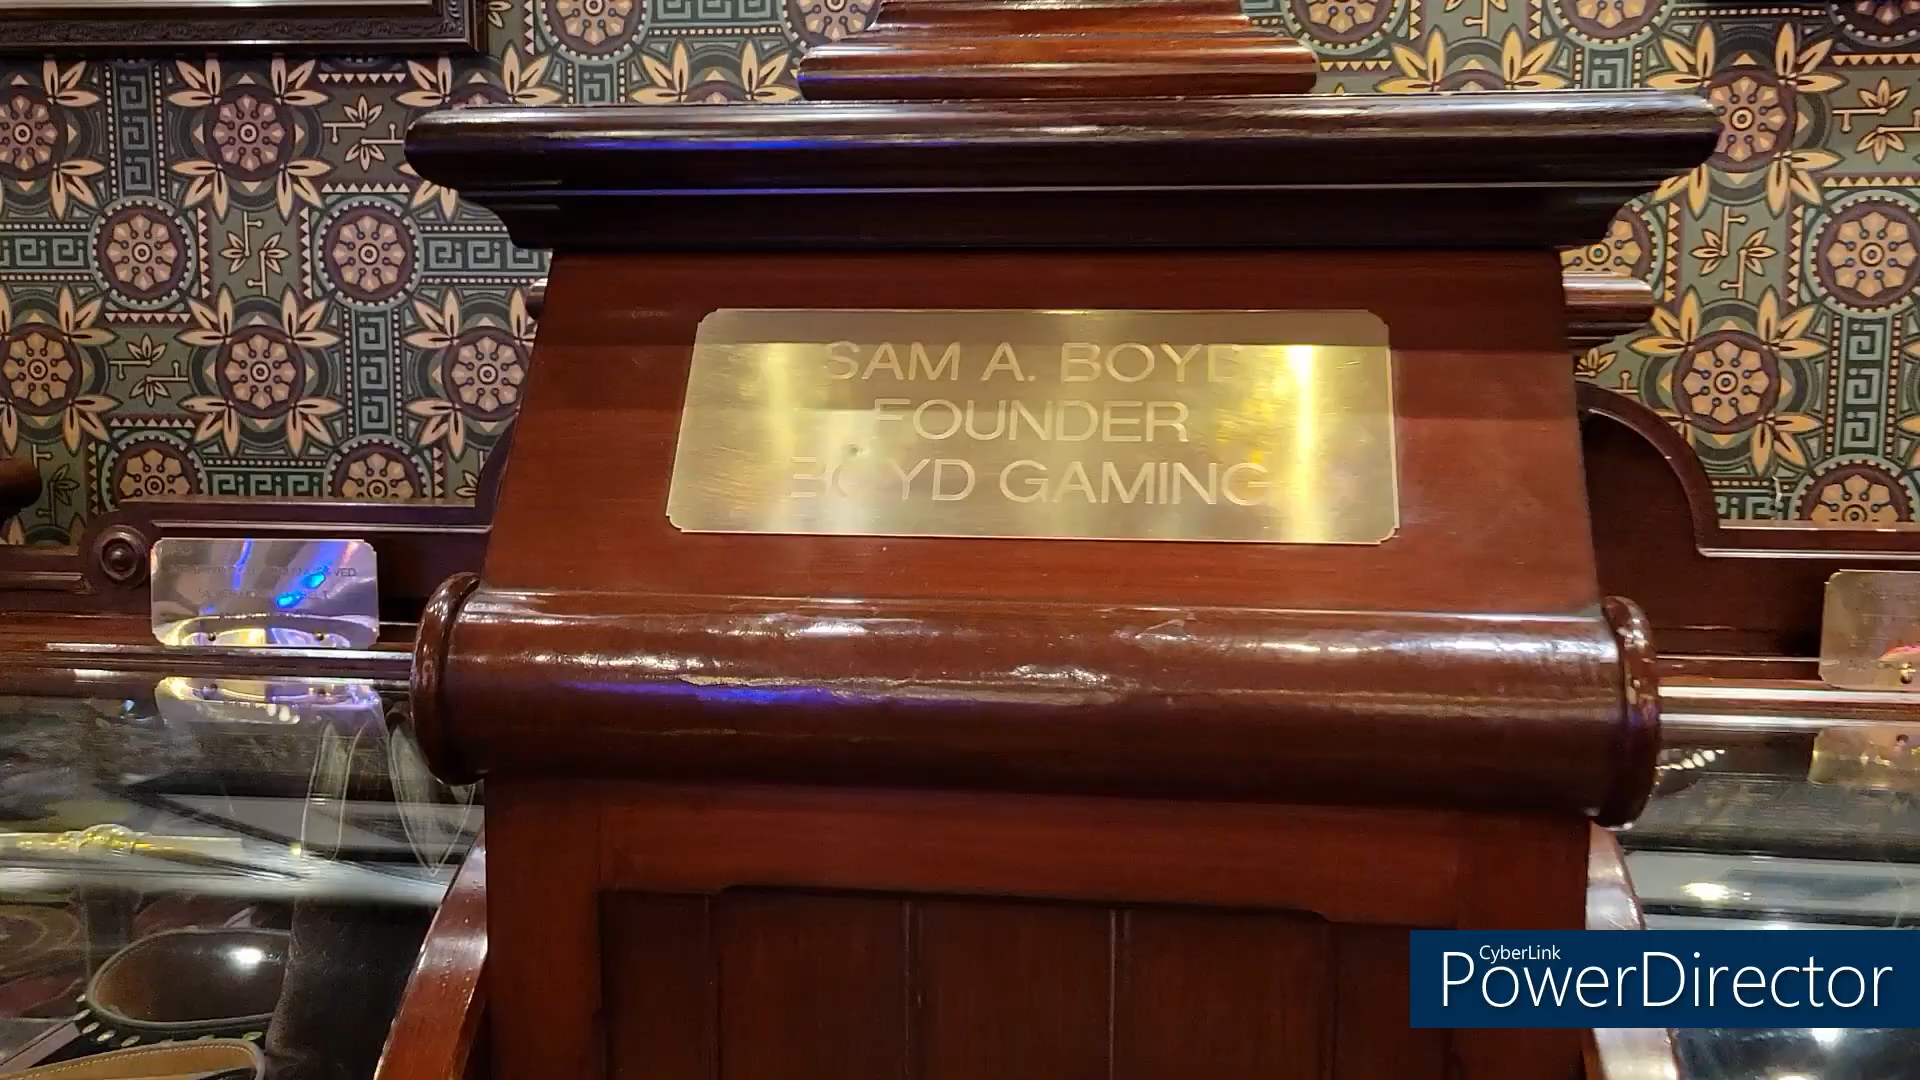 SAM A. BOYD
FOUNDER
BOYD GAMING
CyberLink
PowerDirector